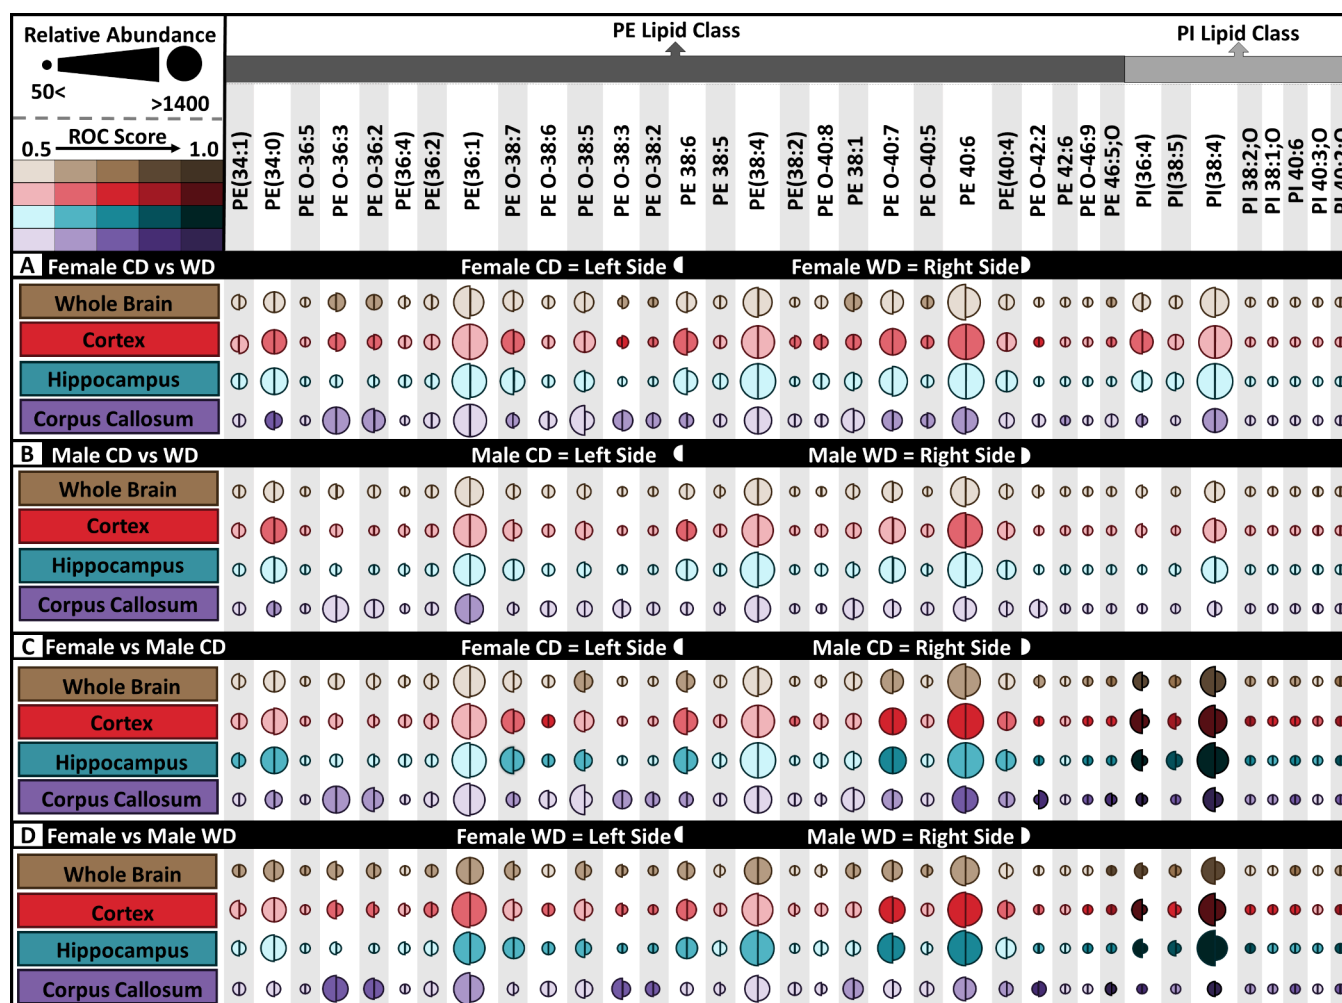 Relative Abundance
50<
>1400
ROC Score
0.5
1.0
PE Lipid Class
PI Lipid Class
PE(34:1)
PE(34:0)
PE O-36:5
PE O-36:3
PE O-36:2
PE(36:4)
PE(36:2)
PE(36:1)
PE O-38:7
PE O-38:6
PE O-38:5
PE O-38:3
PE O-38:2
PE 38:6
PE 38:5
PE(38:4)
PE(38:2)
PE O-40:8
PE 38:1
PE O-40:7
PE O-40:5
PE 40:6
PE(40:4)
PE O-42:2
PE 42:6
PE O-46:9
PE 46:5;O
PI(36:4)
PI(38:5)
PI(38:4)
PI 38:2;O
PI 38:1;O
PI 40:6
PI 40:3;O
PI 40:2;O
A Female CD vs WD Female CD = Left Side Female WD = Right Side
Whole Brain
Cortex
Hippocampus
Corpus Callosum
B Male CD vs WD Male CD = Left Side Male WD = Right Side
Whole Brain
Cortex
Hippocampus
Corpus Callosum
C Female vs Male CD Female CD = Left Side Male CD = Right Side
Whole Brain
Cortex
Hippocampus
Corpus Callosum
D Female vs Male WD Female WD = Left Side Male WD = Right Side
Whole Brain
Cortex
Hippocampus
Corpus Callosum